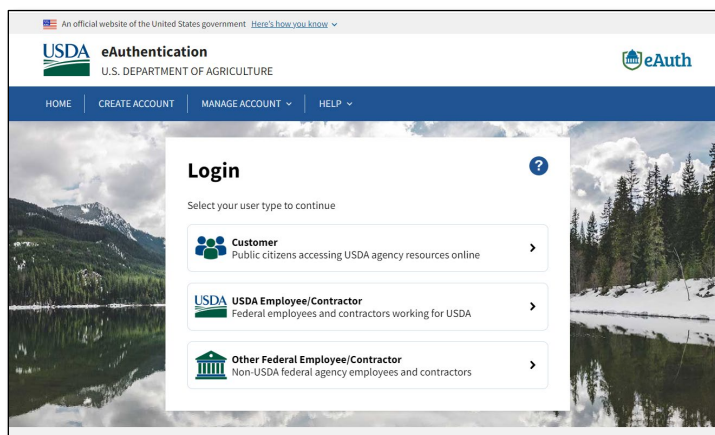 An official website of the United States government Here's how you know
USDA eAuthentication
U.S. DEPARTMENT OF AGRICULTURE
eAuth
HOME CREATE ACCOUNT MANAGE ACCOUNT HELP
Login
?
Select your user type to continue
Customer
Public citizens accessing USDA agency resources online
USDA USDA Employee/Contractor
Federal employees and contractors working for USDA
Other Federal Employee/Contractor
Non-USDA federal agency employees and contractors